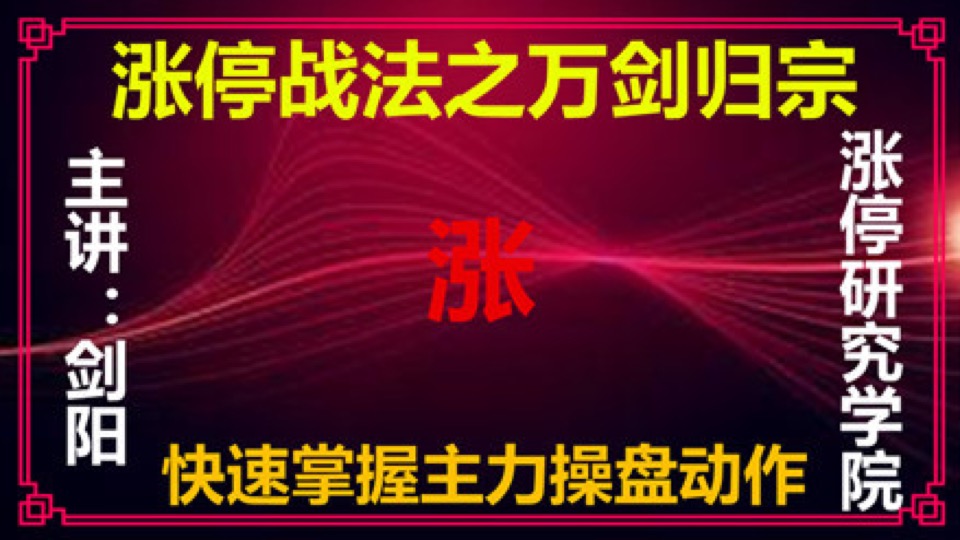 涨停战法之万剑归宗
主讲：剑阳
涨
涨停研究学院
快速掌握主力操盘动作